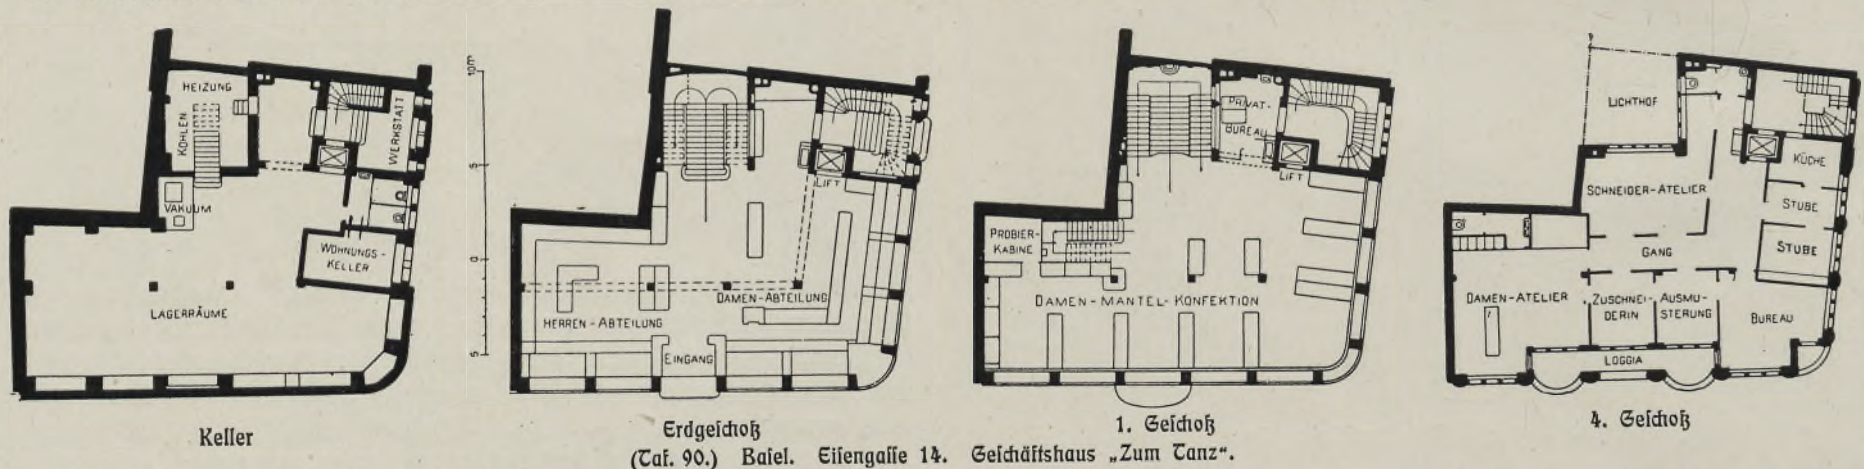 HEIZUNG
KOHLEN
WERKSTATT
VAKUUM
WOHNUNGS-
KELLER
LAGERRÄUME
Keller
10m
5
0
5
LIFT
DAMEN-ABTEILUNG
HERREN-ABTEILUNG
EINGANG
Erdgeschoß
PRIVAT-
BUREAU
LIFT
PROBIER-
KABINE
DAMEN-MANTEL-KONFEKTION
1. Geschoß
LICHTHOF
KÜCHE
SCHNEIDER-ATELIER
STUBE
STUBE
GANG
DAMEN-ATELIER
ZUSCHNEI-
DERIN
AUSMU-
STERUNG
BUREAU
LOGGIA
4. Geschoß
(Taf. 90.) Basel. Eisengasse 14. Geschäftshaus „Zum Tanz“.